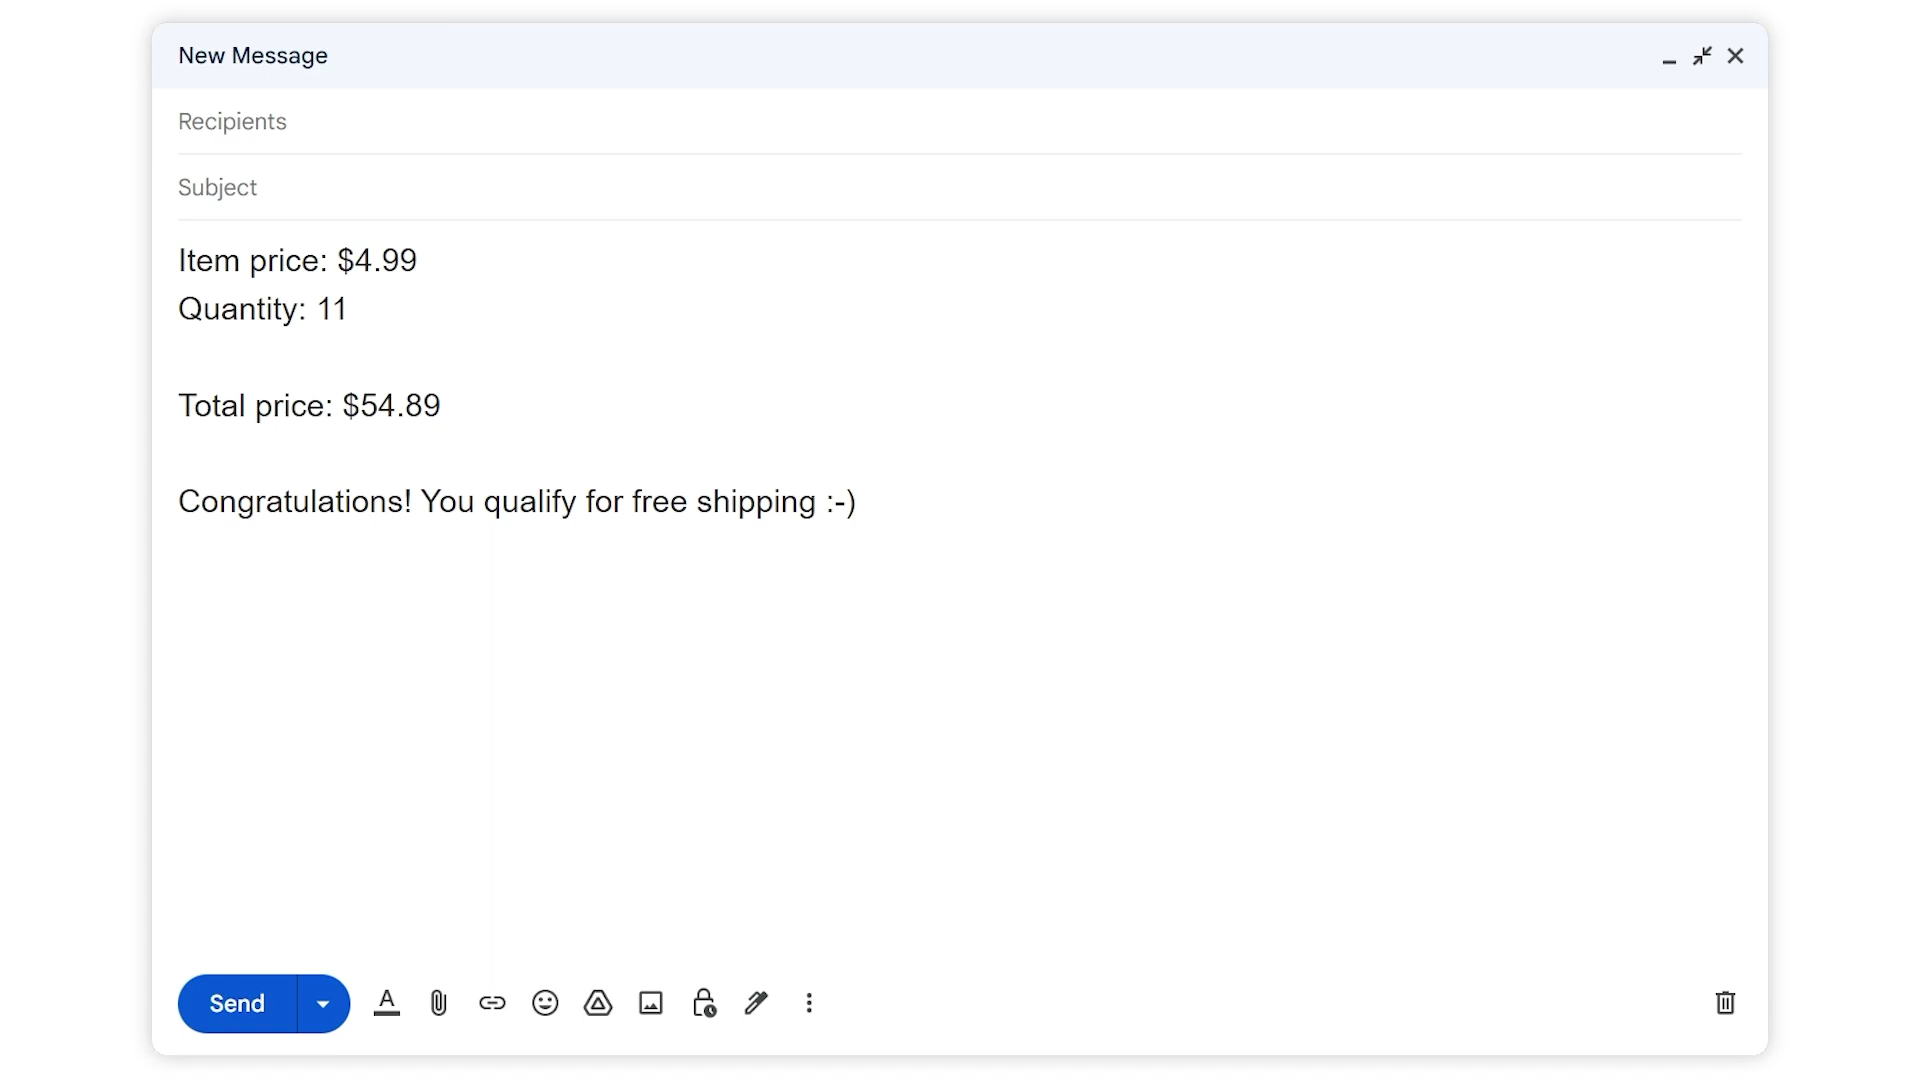 New Message
Recipients
Subject
Item price: $4.99
Quantity: 11
Total price: $54.89
Congratulations! You qualify for free shipping :-)
Send